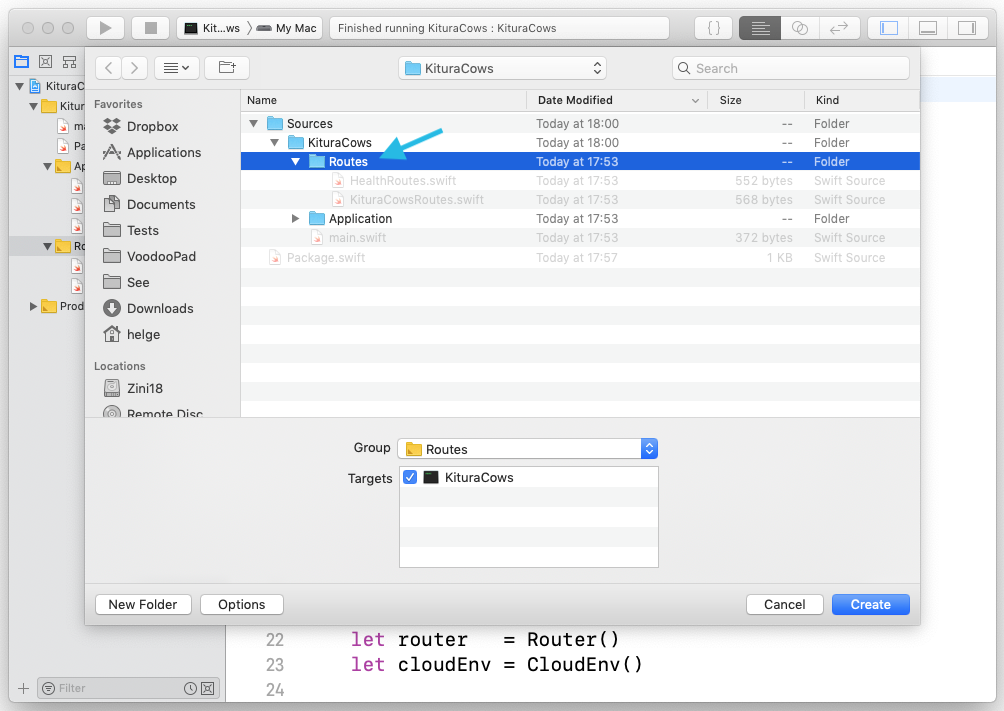 Kit...ws 〉 My Mac
Finished running KituraCows : KituraCows
{ }
KituraCows
Search
Favorites
Dropbox
Applications
Desktop
Documents
Tests
VoodooPad
See
Downloads
helge
Locations
Zini18
Remote Disc
Name Date Modified Size Kind
Sources Today at 18:00 -- Folder
KituraCows Today at 18:00 -- Folder
Routes Today at 17:53 -- Folder
HealthRoutes.swift Today at 17:53 552 bytes Swift Source
KituraCowsRoutes.swift Today at 17:53 568 bytes Swift Source
Application Today at 17:53 -- Folder
main.swift Today at 17:53 372 bytes Swift Source
Package.swift Today at 17:57 1 KB Swift Source
KituraC
Kitur
ma
Pa
Ap
Ro
Prod
Group Routes
Targets KituraCows
New Folder Options Cancel Create
22 let router = Router()
23 let cloudEnv = CloudEnv()
24
Filter